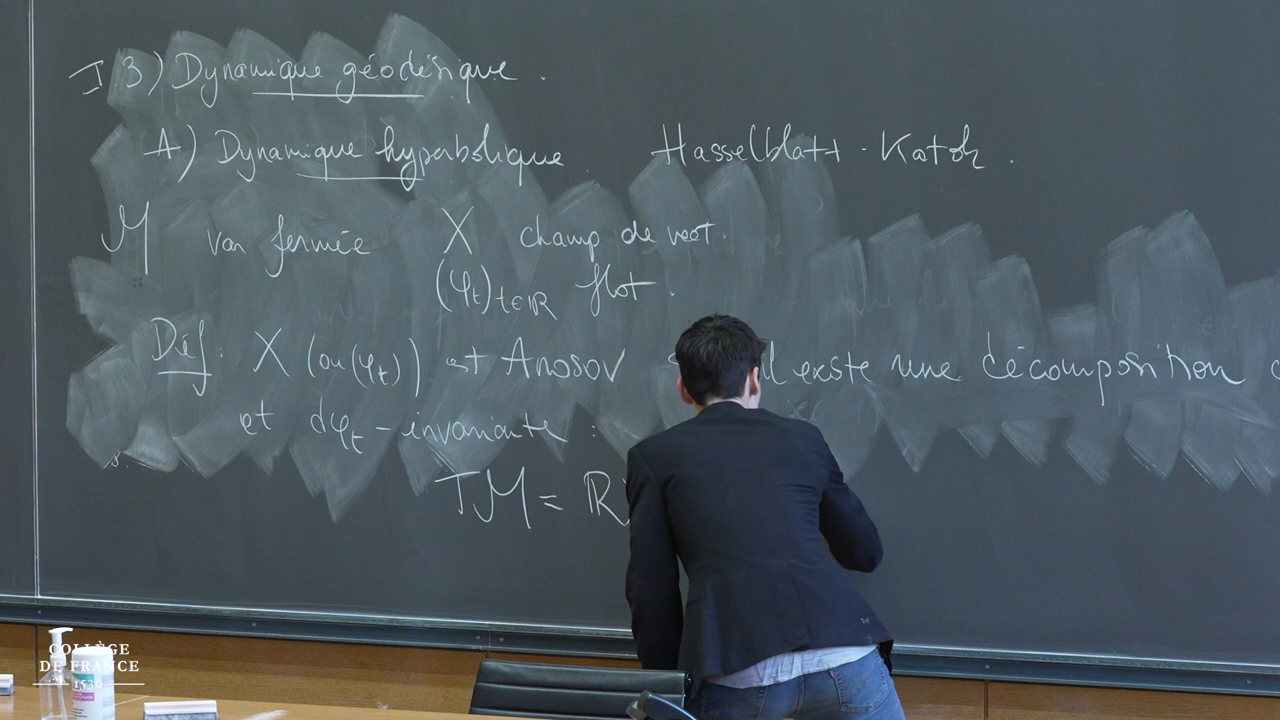 I 3) Dynamique géodésique.
A) Dynamique hyperbolique. Hasselblatt - Katok.
M var fermée X champ de vect.
(φt)t∈ℝ flot.
Déf: X (ou (φt)) est Anosov il existe une décomposition
et dφt-invariante :
TM = ℝ
COLLÈGE
DE FRANCE
1530